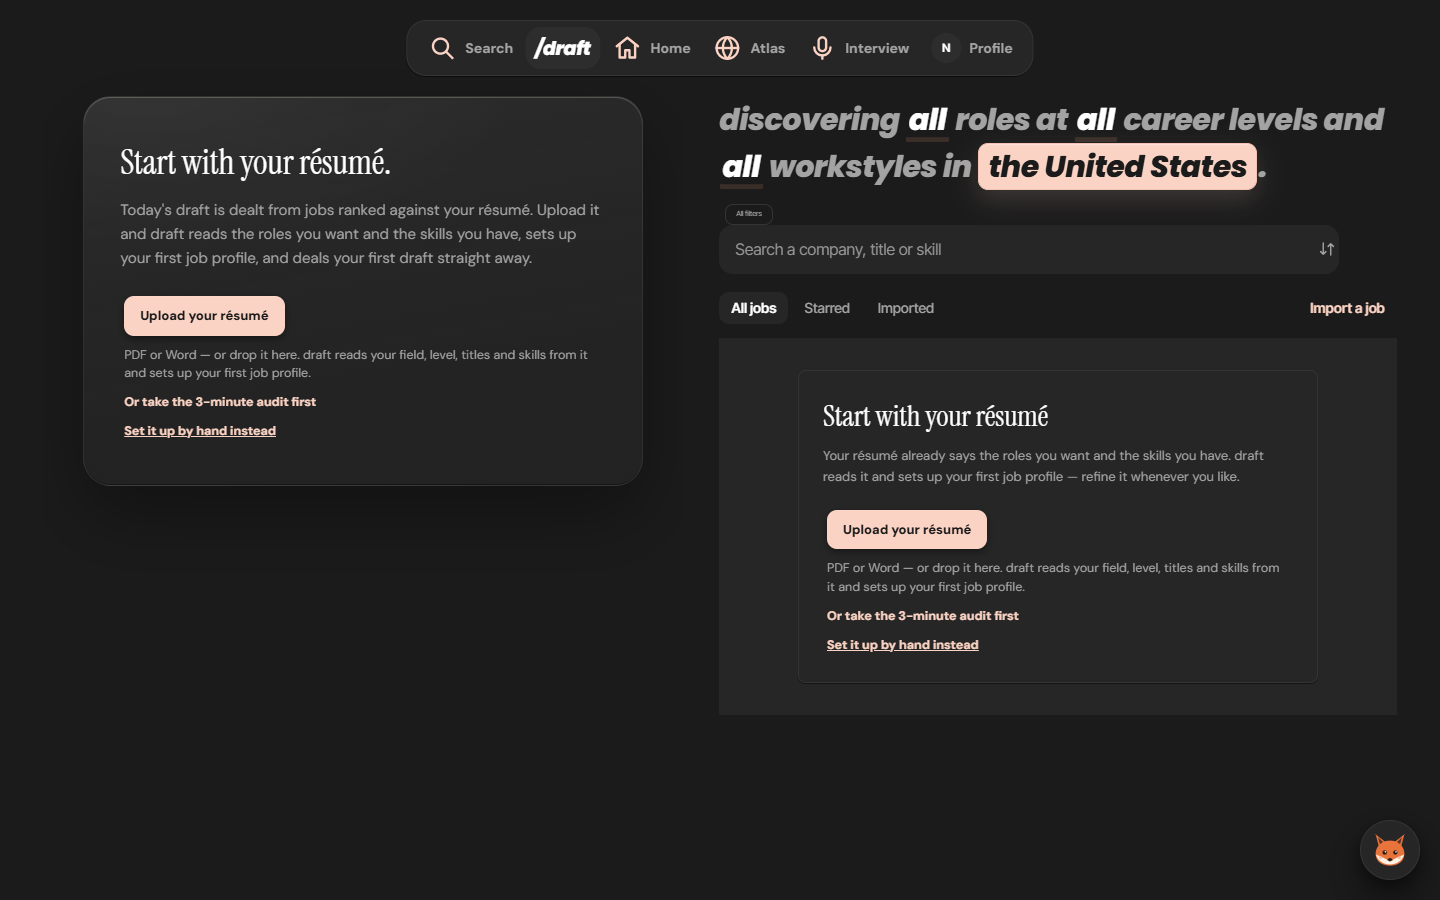 Search
/draft
Home
Atlas
Interview
N
Profile
Start with your résumé.
Today's draft is dealt from jobs ranked against your résumé. Upload it
and draft reads the roles you want and the skills you have, sets up
your first job profile, and deals your first draft straight away.
Upload your résumé
PDF or Word — or drop it here. draft reads your field, level, titles and skills from it
and sets up your first job profile.
Or take the 3-minute audit first
Set it up by hand instead
discovering all roles at all career levels and
all workstyles in the United States.
All filters
Search a company, title or skill
All jobs
Starred
Imported
Import a job
Start with your résumé
Your résumé already says the roles you want and the skills you have. draft
reads it and sets up your first job profile — refine it whenever you like.
Upload your résumé
PDF or Word — or drop it here. draft reads your field, level, titles and skills from
it and sets up your first job profile.
Or take the 3-minute audit first
Set it up by hand instead